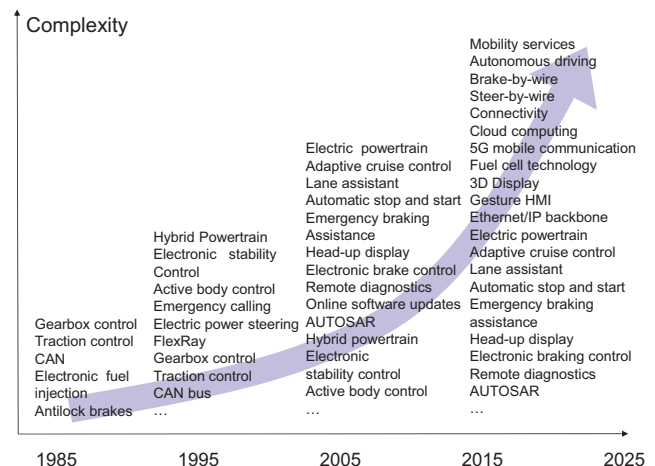 Complexity
Gearbox control
Traction control
CAN
Electronic fuel
injection
Antilock brakes
Hybrid Powertrain
Electronic stability
Control
Active body control
Emergency calling
Electric power steering
FlexRay
Gearbox control
Traction control
CAN bus
…
Electric powertrain
Adaptive cruise control
Lane assistant
Automatic stop and start
Emergency braking
Assistance
Head-up display
Electronic brake control
Remote diagnostics
Online software updates
AUTOSAR
Hybrid powertrain
Electronic
stability control
Active body control
…
Mobility services
Autonomous driving
Brake-by-wire
Steer-by-wire
Connectivity
Cloud computing
5G mobile communication
Fuel cell technology
3D Display
Gesture HMI
Ethernet/IP backbone
Electric powertrain
Adaptive cruise control
Lane assistant
Automatic stop and start
Emergency braking
assistance
Head-up display
Electronic braking control
Remote diagnostics
AUTOSAR
…
1985 1995 2005 2015 2025